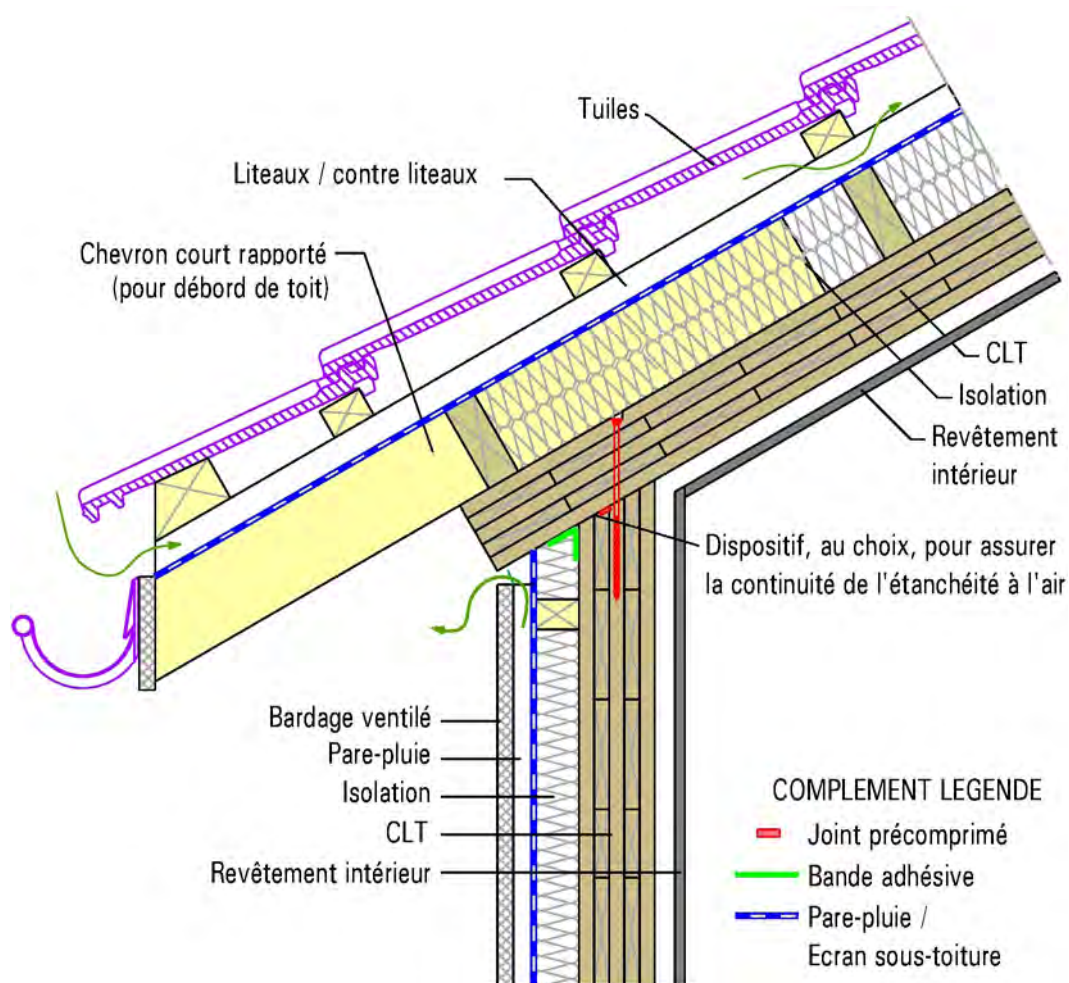 Tuiles
Liteaux / contre liteaux
Chevron court rapporté
(pour débord de toit)
CLT
Isolation
Revêtement
intérieur
Dispositif, au choix, pour assurer
la continuité de l'étanchéité à l'air
Bardage ventilé
Pare-pluie
Isolation
CLT
Revêtement intérieur
COMPLEMENT LEGENDE
Joint précomprimé
Bande adhésive
Pare-pluie /
Ecran sous-toiture